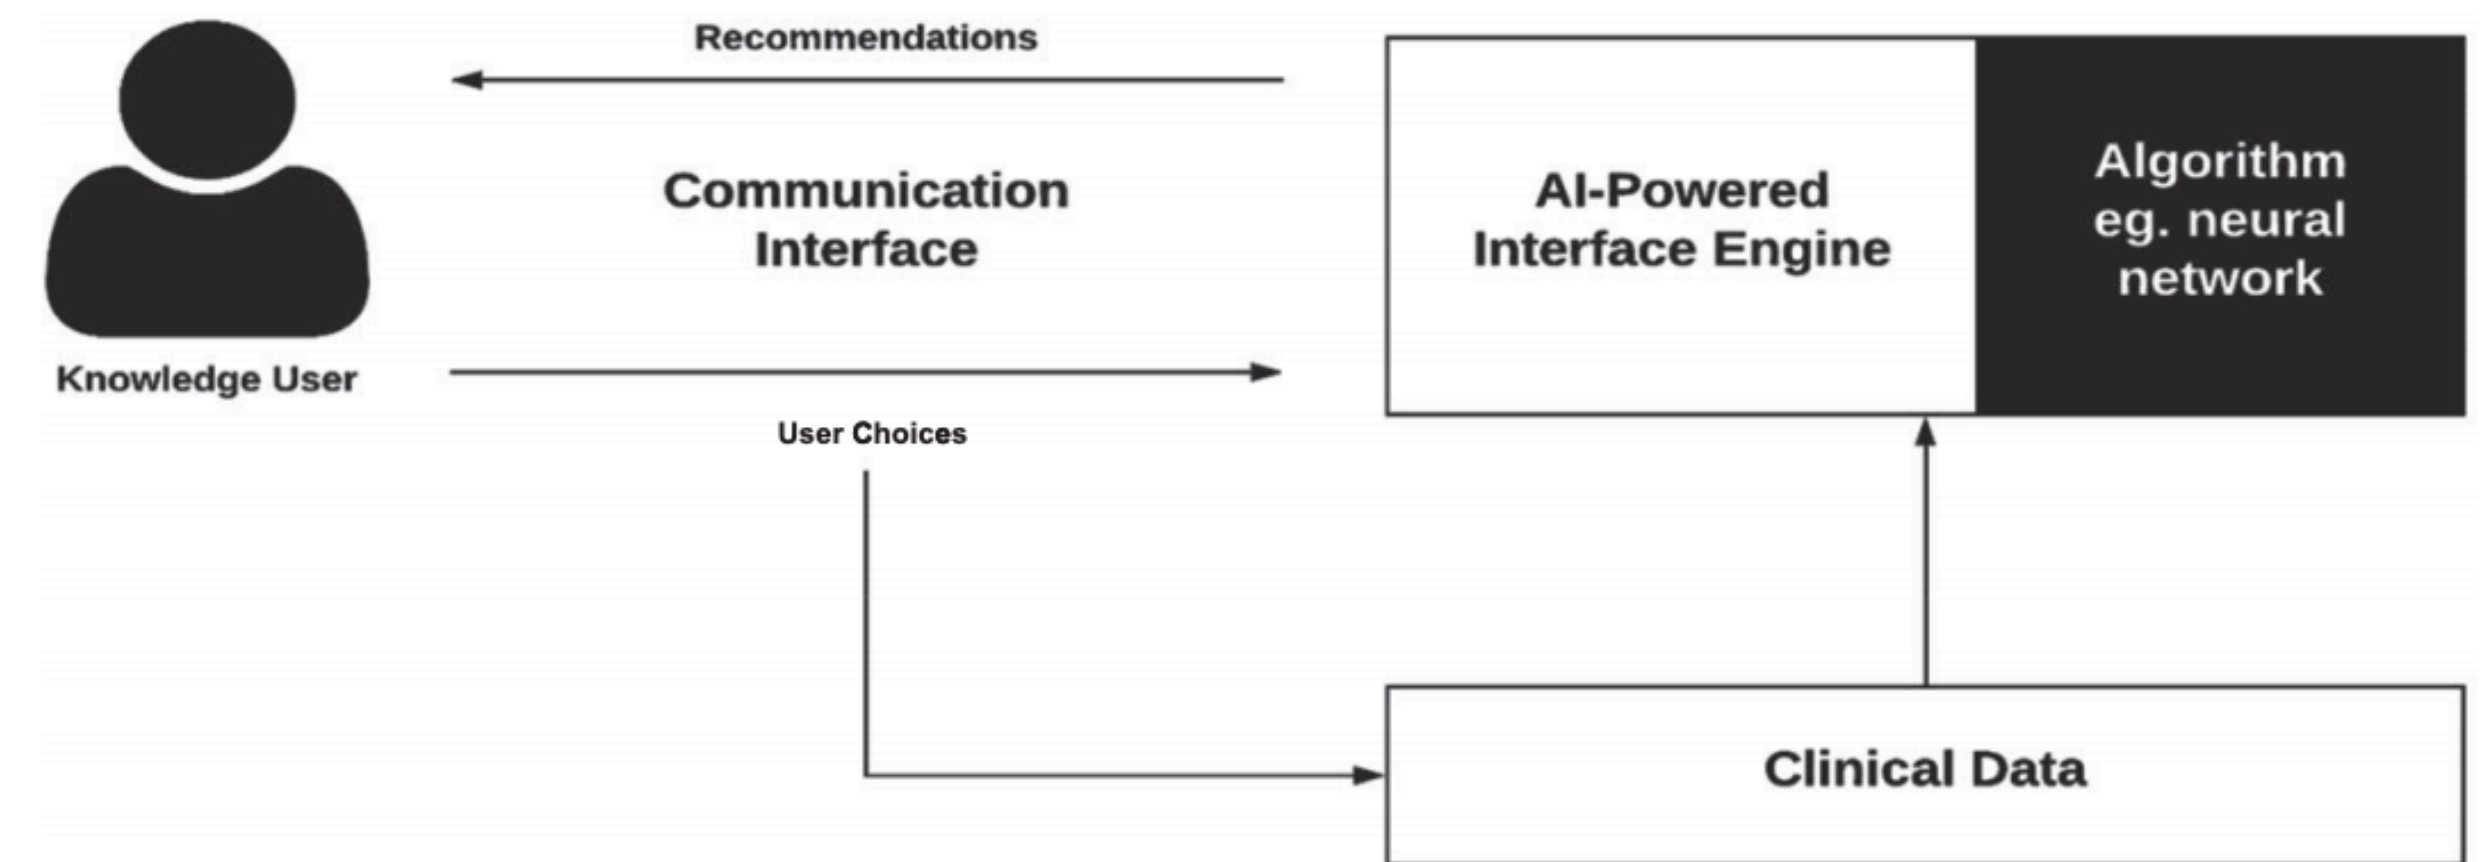 Recommendations
Communication
Interface
Knowledge User
User Choices
AI-Powered
Interface Engine
Algorithm
eg. neural
network
Clinical Data